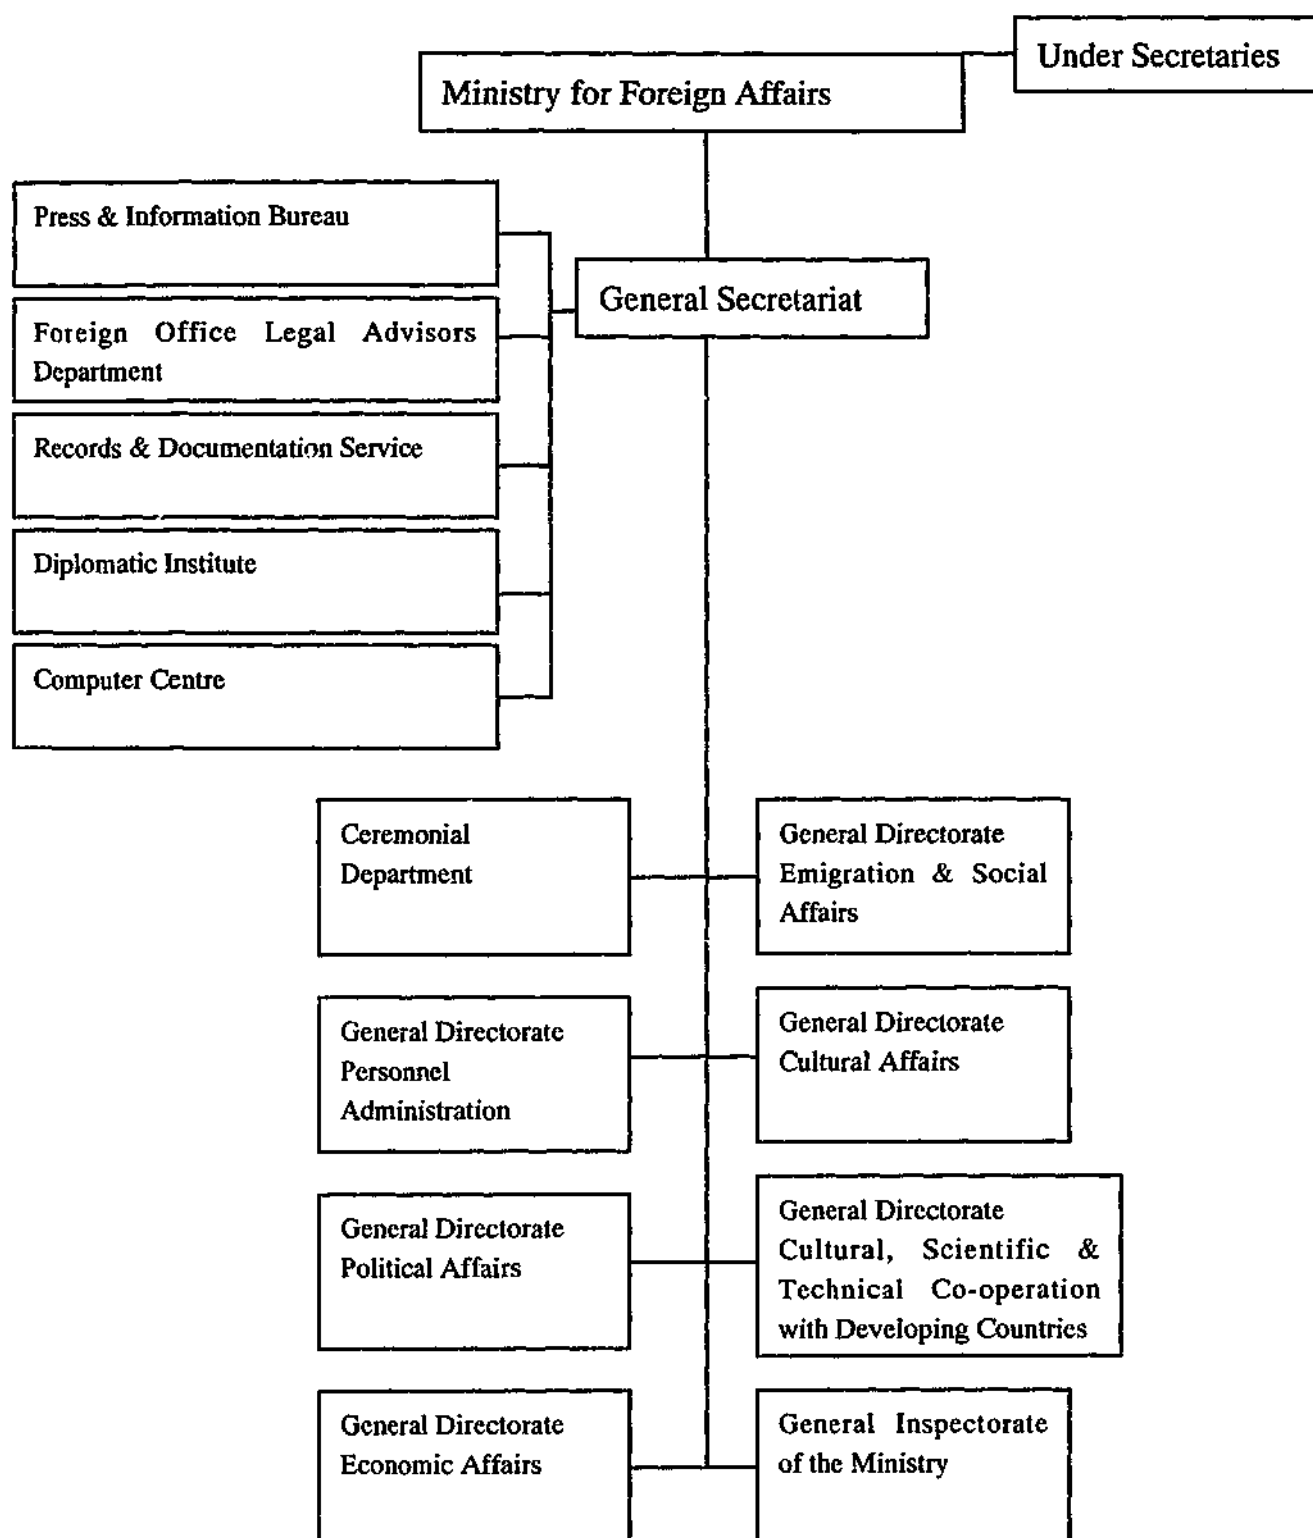 Under Secretaries
Ministry for Foreign Affairs
Press & Information Bureau
General Secretariat
Foreign Office Legal Advisors
Department
Records & Documentation Service
Diplomatic Institute
Computer Centre
Ceremonial
Department
General Directorate
Emigration & Social
Affairs
General Directorate
Personnel
Administration
General Directorate
Cultural Affairs
General Directorate
Political Affairs
General Directorate
Cultural, Scientific &
Technical Co-operation
with Developing Countries
General Directorate
Economic Affairs
General Inspectorate
of the Ministry